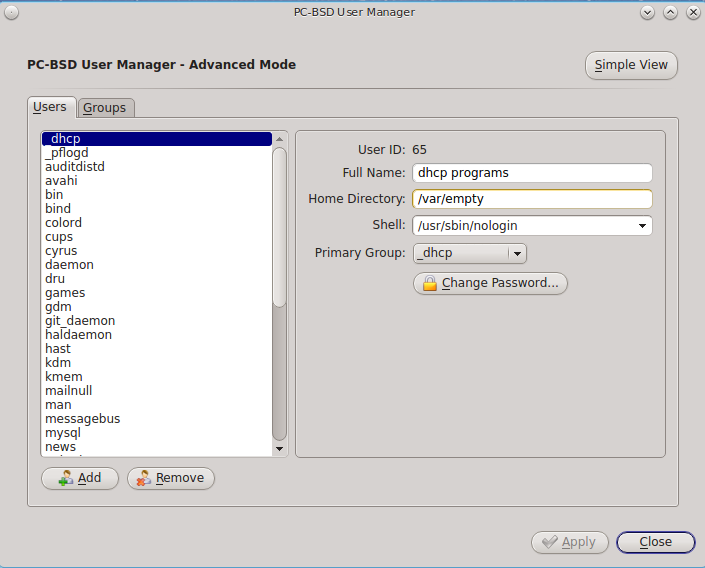 PC-BSD User Manager
PC-BSD User Manager - Advanced Mode
Simple View
Users
Groups
_dhcp
_pflogd
auditdistd
avahi
bin
bind
colord
cups
cyrus
daemon
dru
games
gdm
git_daemon
haldaemon
hast
kdm
kmem
mailnull
man
messagebus
mysql
news
User ID: 65
Full Name: dhcp programs
Home Directory: /var/empty
Shell: /usr/sbin/nologin
Primary Group: _dhcp
Change Password...
Add
Remove
Apply
Close